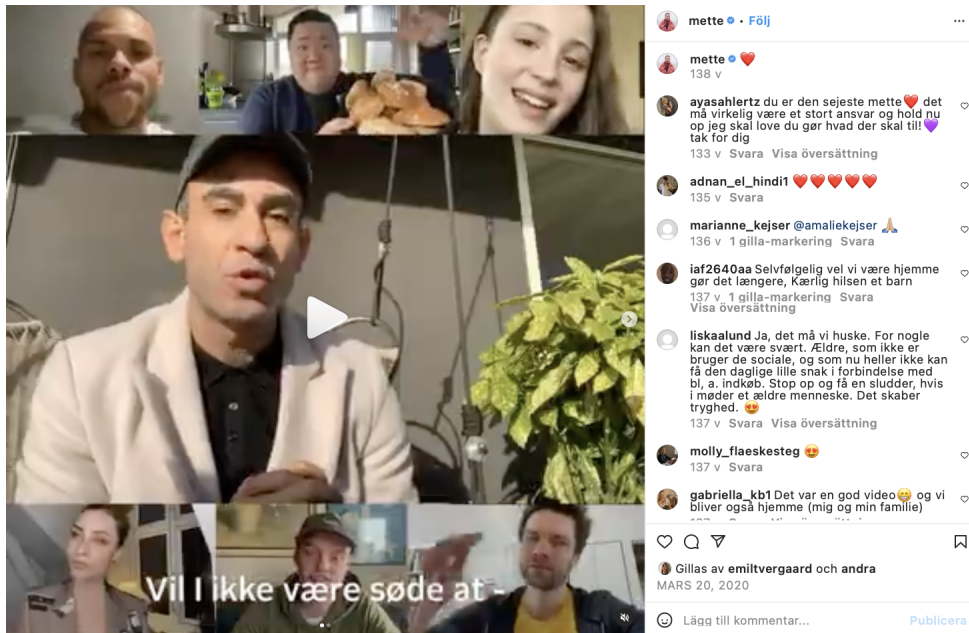 Vil I ikke være søde at -
mette • Följ
mette ❤️
138 v
ayasahlertz du er den sejeste mette❤️ det
må virkelig være et stort ansvar og hold nu
op jeg skal love du gør hvad der skal til!💜
tak for dig
133 v Svara Visa översättning
adnan_el_hindi1 ❤️❤️❤️❤️❤️
135 v Svara
marianne_kejser @amaliekejser 🙏🏼
136 v 1 gilla-markering Svara
iaf2640aa Selvfølgelig vel vi være hjemme
gør det længere, Kærlig hilsen et barn
137 v 1 gilla-markering Svara
Visa översättning
liskaalund Ja, det må vi huske. For nogle
kan det være svært. Ældre, som ikke er
bruger de sociale, og som nu heller ikke kan
få den daglige lille snak i forbindelse med
bl, a. indkøb. Stop op og få en sludder, hvis
i møder et ældre menneske. Det skaber
tryghed. 😍
137 v Svara Visa översättning
molly_flaeskesteg 😍
137 v Svara
gabriella_kb1 Det var en god video😁 og vi
bliver også hjemme (mig og min familie)
Gillas av emiltvergaard och andra
MARS 20, 2020
Lägg till kommentar... Publicera